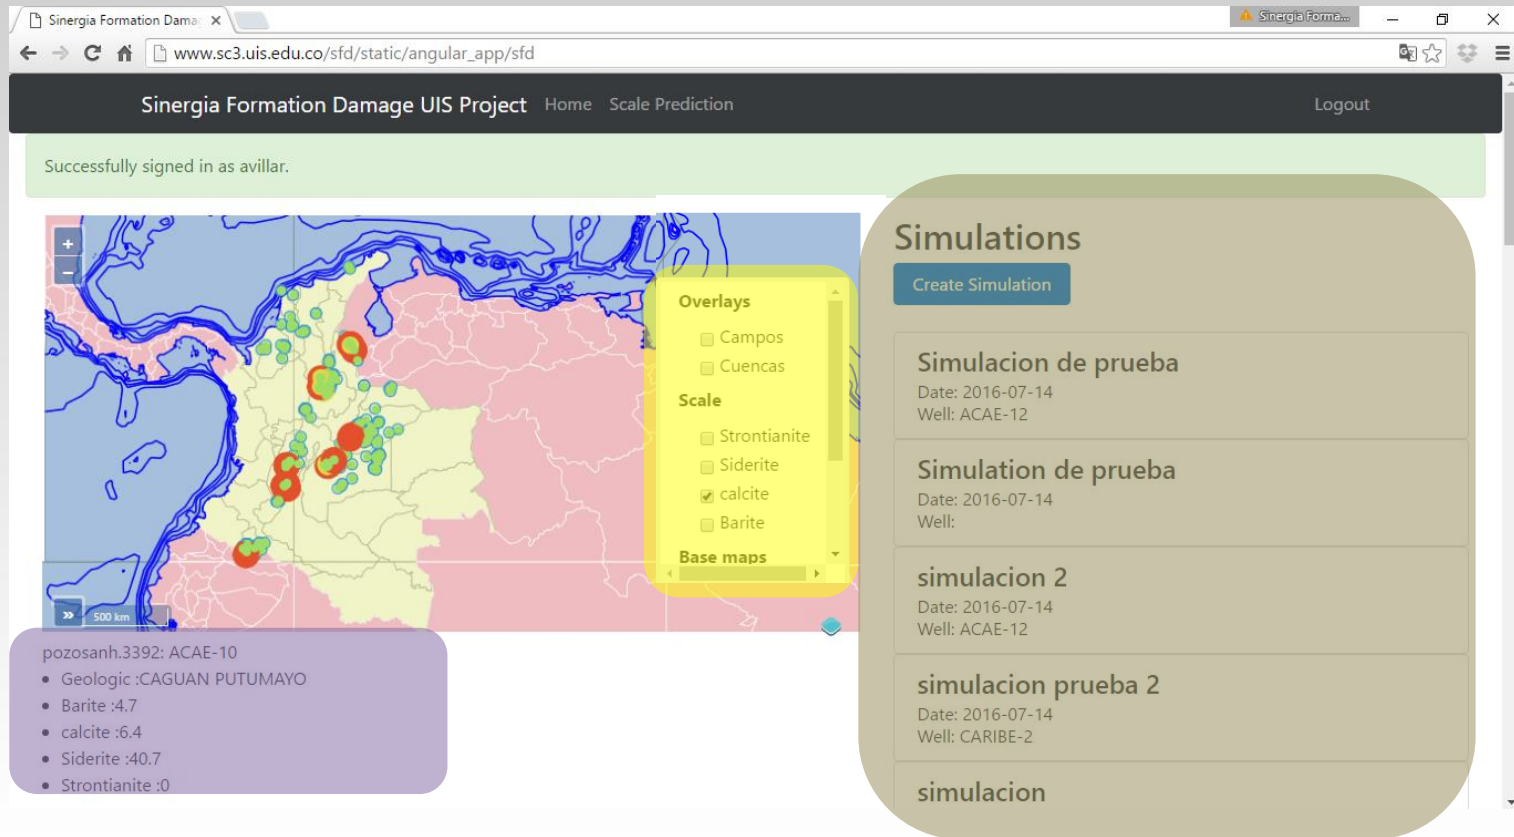 Sinergia Formation Dama
Sinergia Forma...
www.sc3.uis.edu.co/sfd/static/angular_app/sfd
Sinergia Formation Damage UIS Project Home Scale Prediction Logout
Successfully signed in as avillar.
+
−
»
500 km
Overlays
Campos
Cuencas
Scale
Strontianite
Siderite
calcite
Barite
Base maps
pozosanh.3392: ACAE-10
• Geologic :CAGUAN PUTUMAYO
• Barite :4.7
• calcite :6.4
• Siderite :40.7
• Strontianite :0
Simulations
Create Simulation
Simulacion de prueba
Date: 2016-07-14
Well: ACAE-12
Simulation de prueba
Date: 2016-07-14
Well:
simulacion 2
Date: 2016-07-14
Well: ACAE-12
simulacion prueba 2
Date: 2016-07-14
Well: CARIBE-2
simulacion